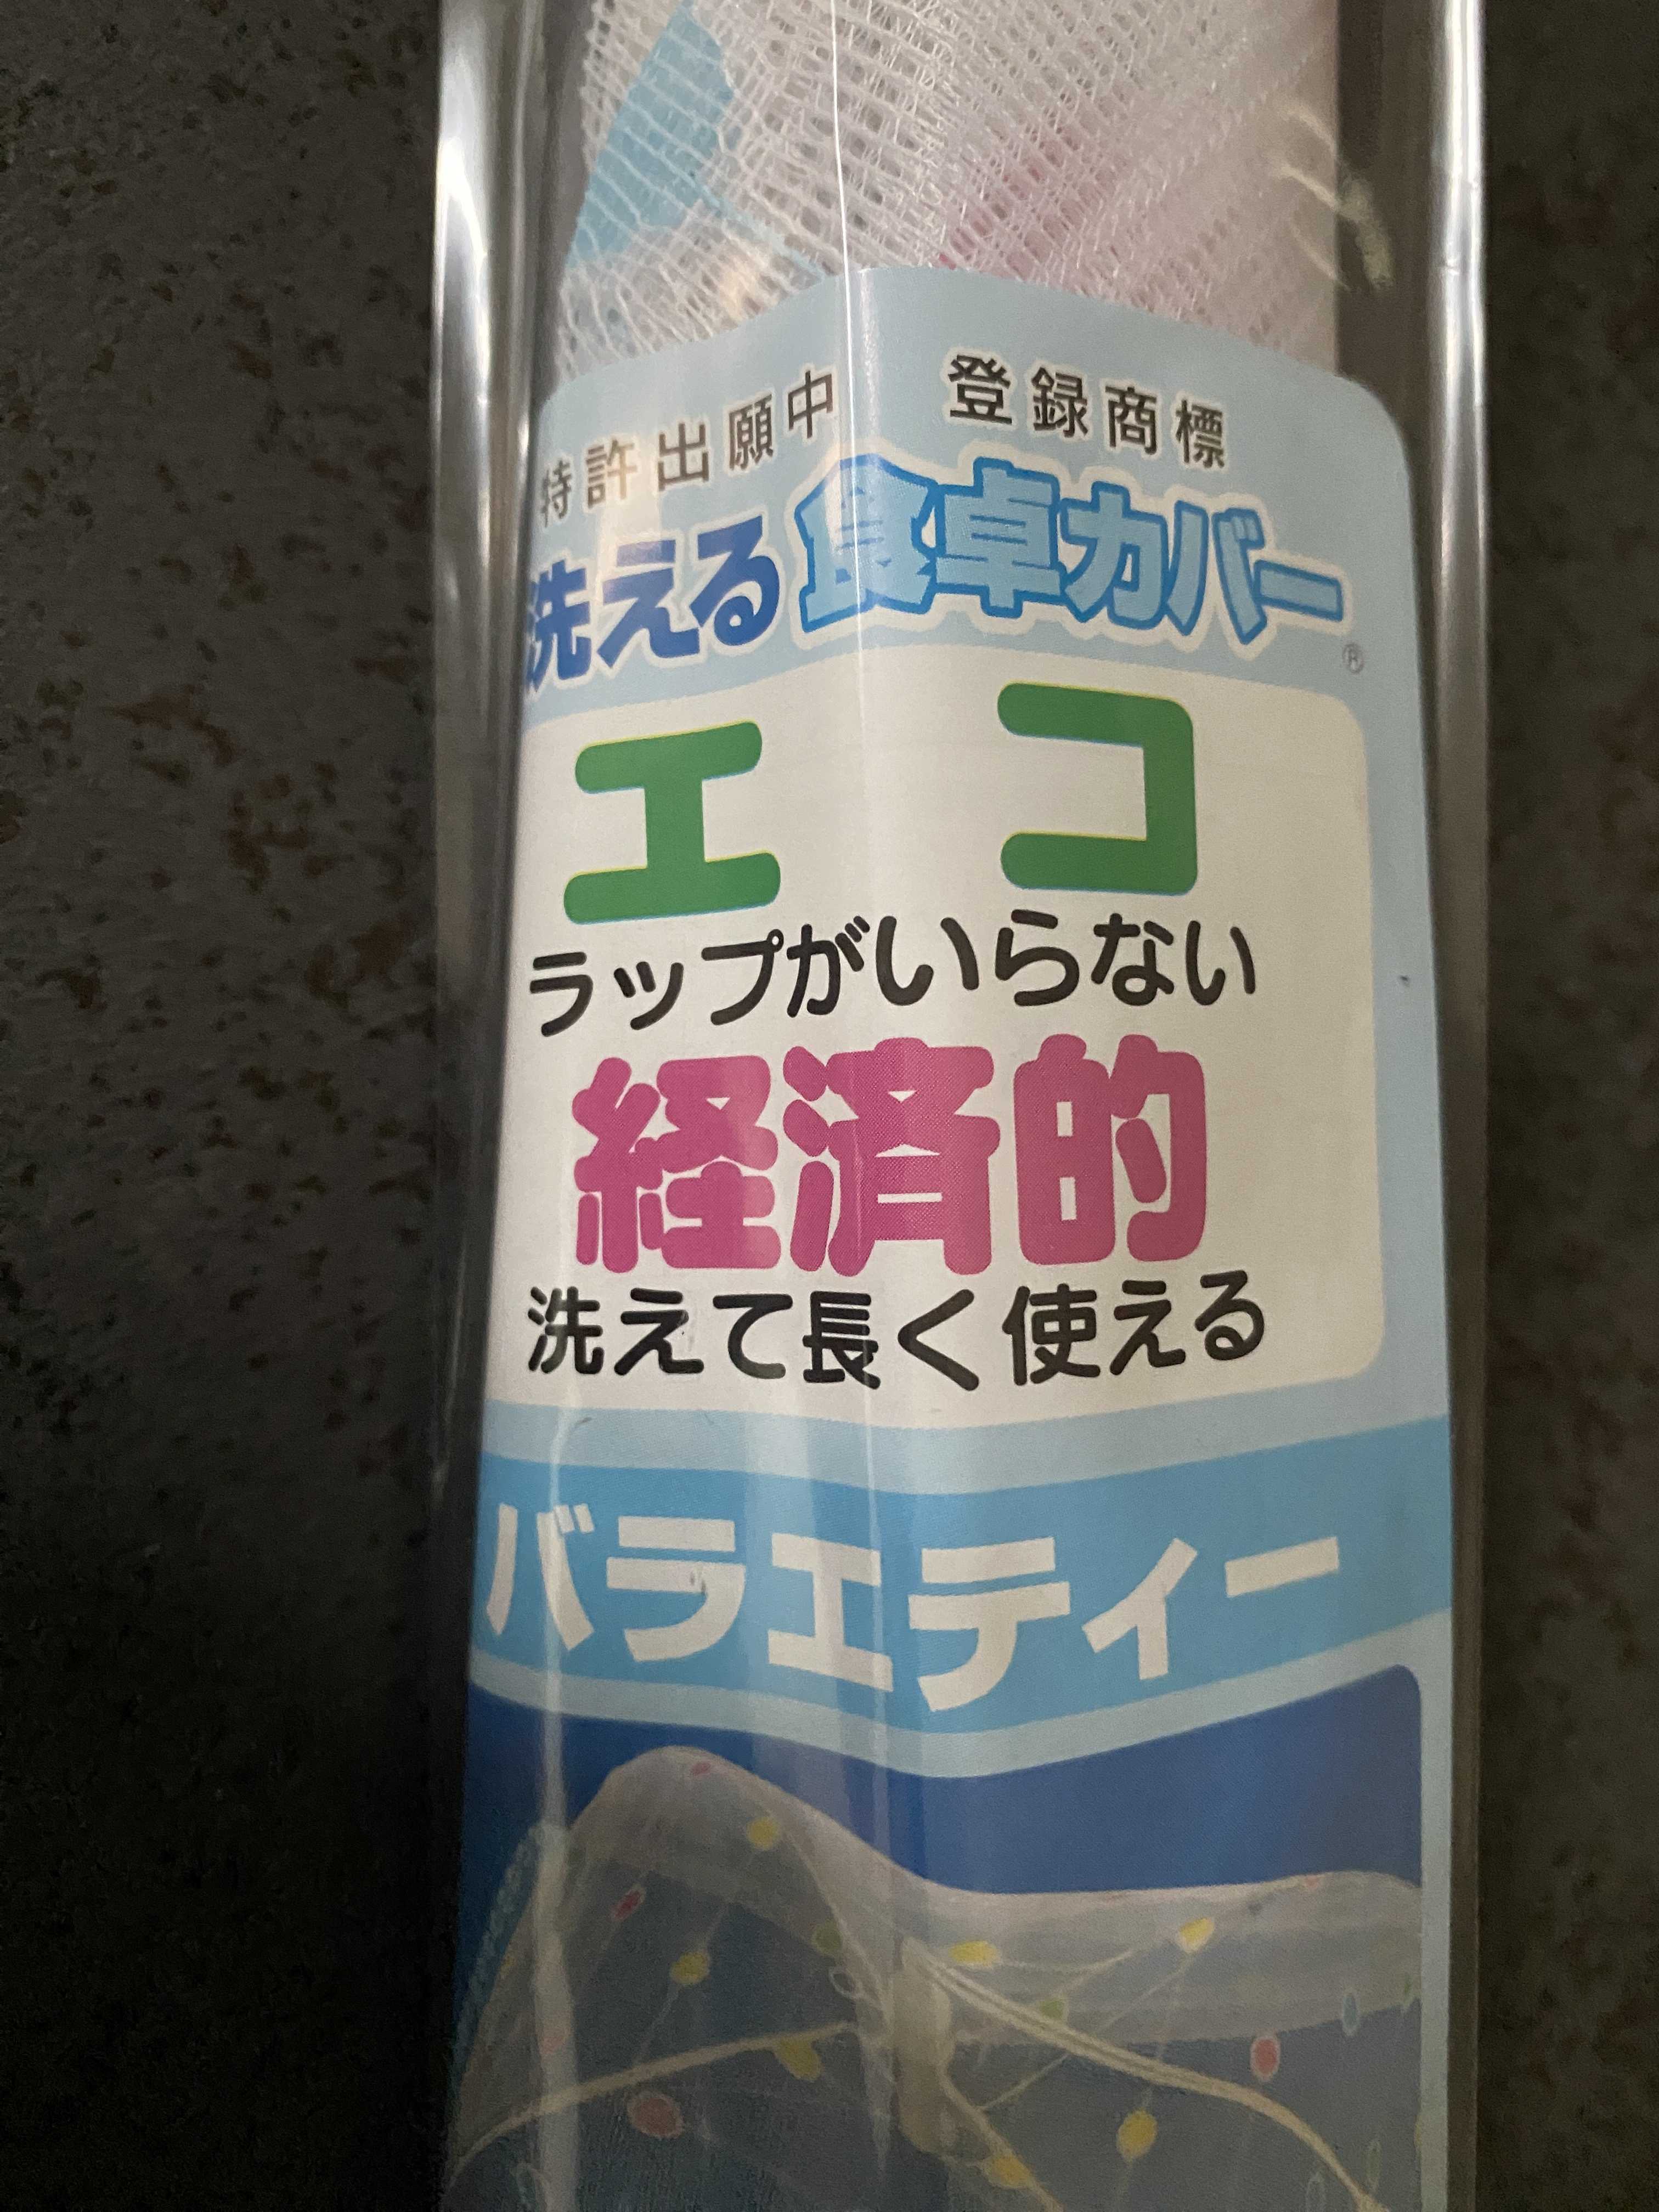 特許出願中 登録商標
洗える食卓カバー®
エコ
ラップがいらない
経済的
洗えて長く使える
バラエティー